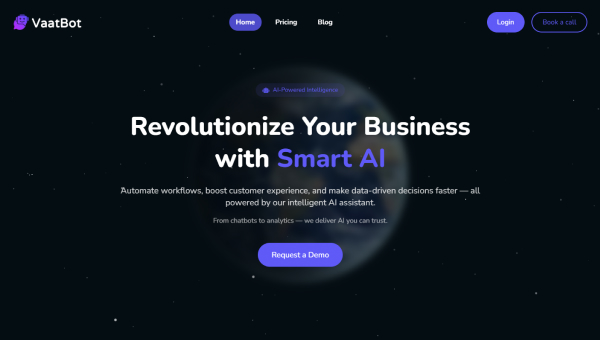 VaatBot
Home
Pricing
Blog
Login
Book a call
AI-Powered Intelligence
Revolutionize Your Business
with Smart AI
Automate workflows, boost customer experience, and make data-driven decisions faster — all
powered by our intelligent AI assistant.
From chatbots to analytics — we deliver AI you can trust.
Request a Demo